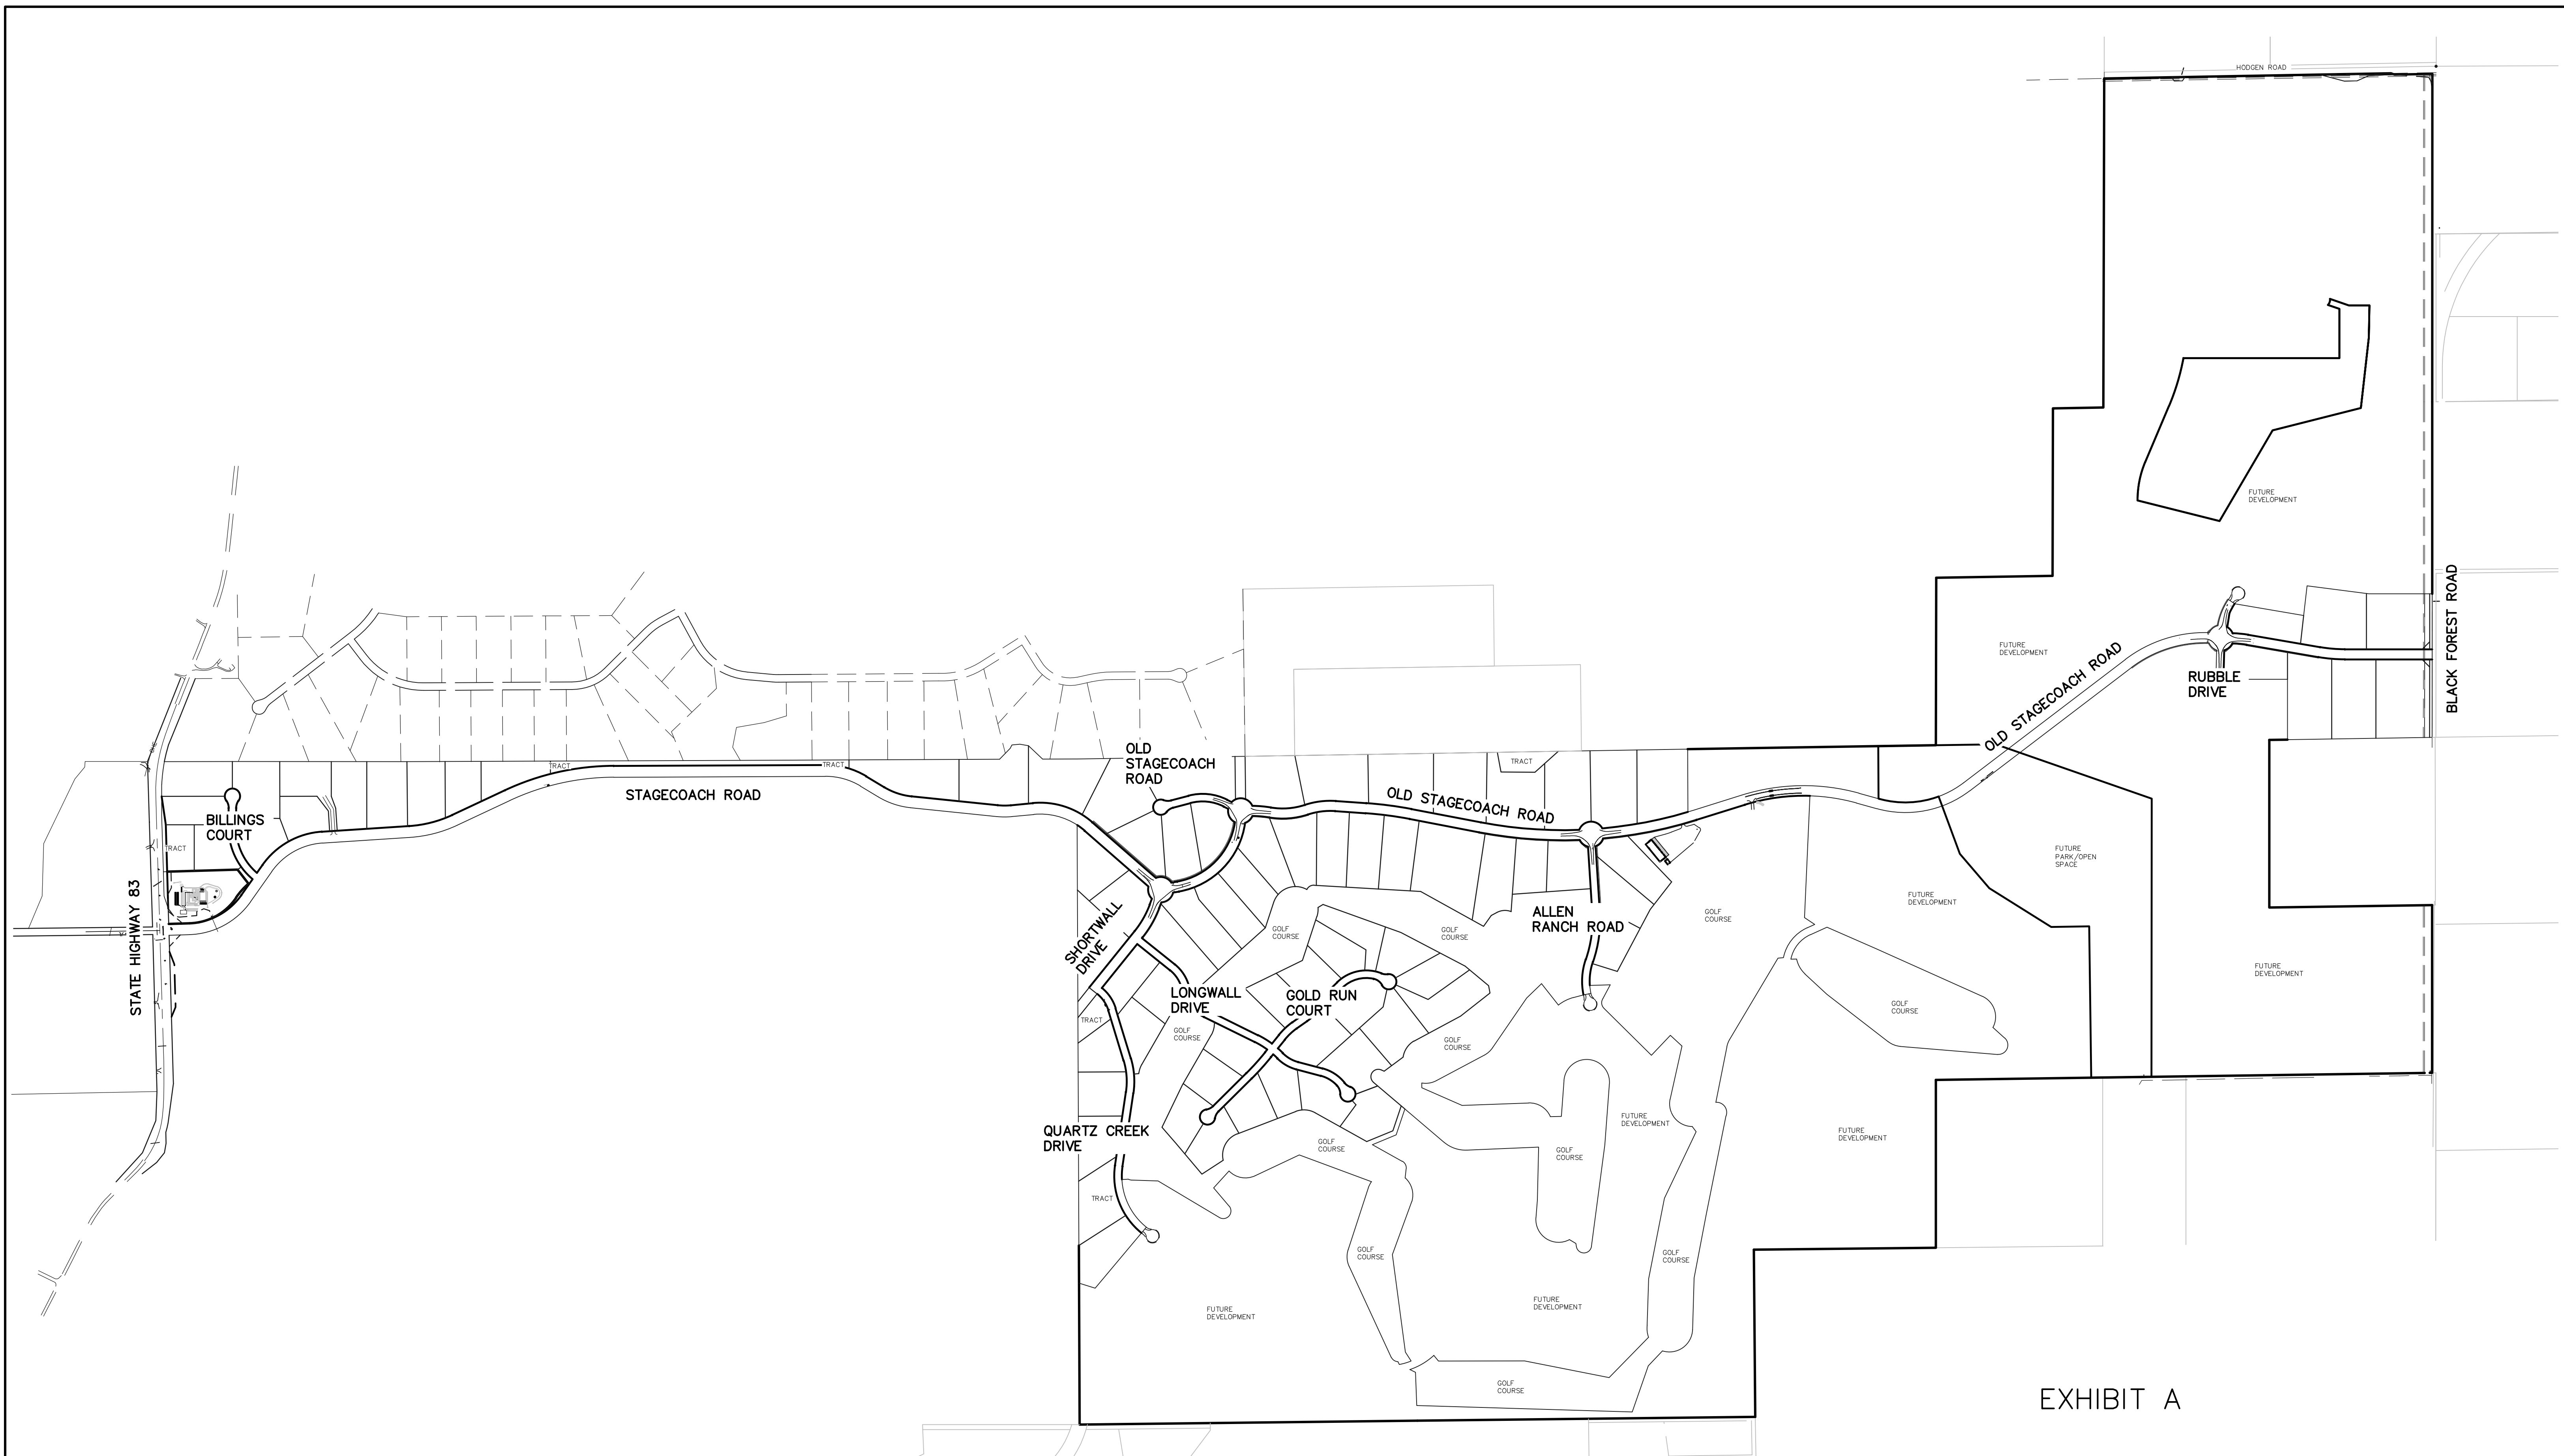 HODGEN ROAD
FUTURE
DEVELOPMENT
BLACK FOREST ROAD
FUTURE
DEVELOPMENT
OLD STAGECOACH ROAD
RUBBLE
DRIVE
OLD
STAGECOACH
ROAD
TRACT
TRACT
TRACT
STAGECOACH ROAD
OLD STAGECOACH ROAD
BILLINGS
COURT
TRACT
FUTURE
PARK/OPEN
SPACE
STATE HIGHWAY 83
FUTURE
DEVELOPMENT
SHORTWALL
DRIVE
ALLEN
RANCH ROAD
GOLF
COURSE
GOLF
COURSE
GOLF
COURSE
FUTURE
DEVELOPMENT
LONGWALL
DRIVE
GOLD RUN
COURT
GOLF
COURSE
TRACT
GOLF
COURSE
GOLF
COURSE
QUARTZ CREEK
DRIVE
GOLF
COURSE
GOLF
COURSE
FUTURE
DEVELOPMENT
FUTURE
DEVELOPMENT
TRACT
GOLF
COURSE
GOLF
COURSE
FUTURE
DEVELOPMENT
FUTURE
DEVELOPMENT
GOLF
COURSE
EXHIBIT A